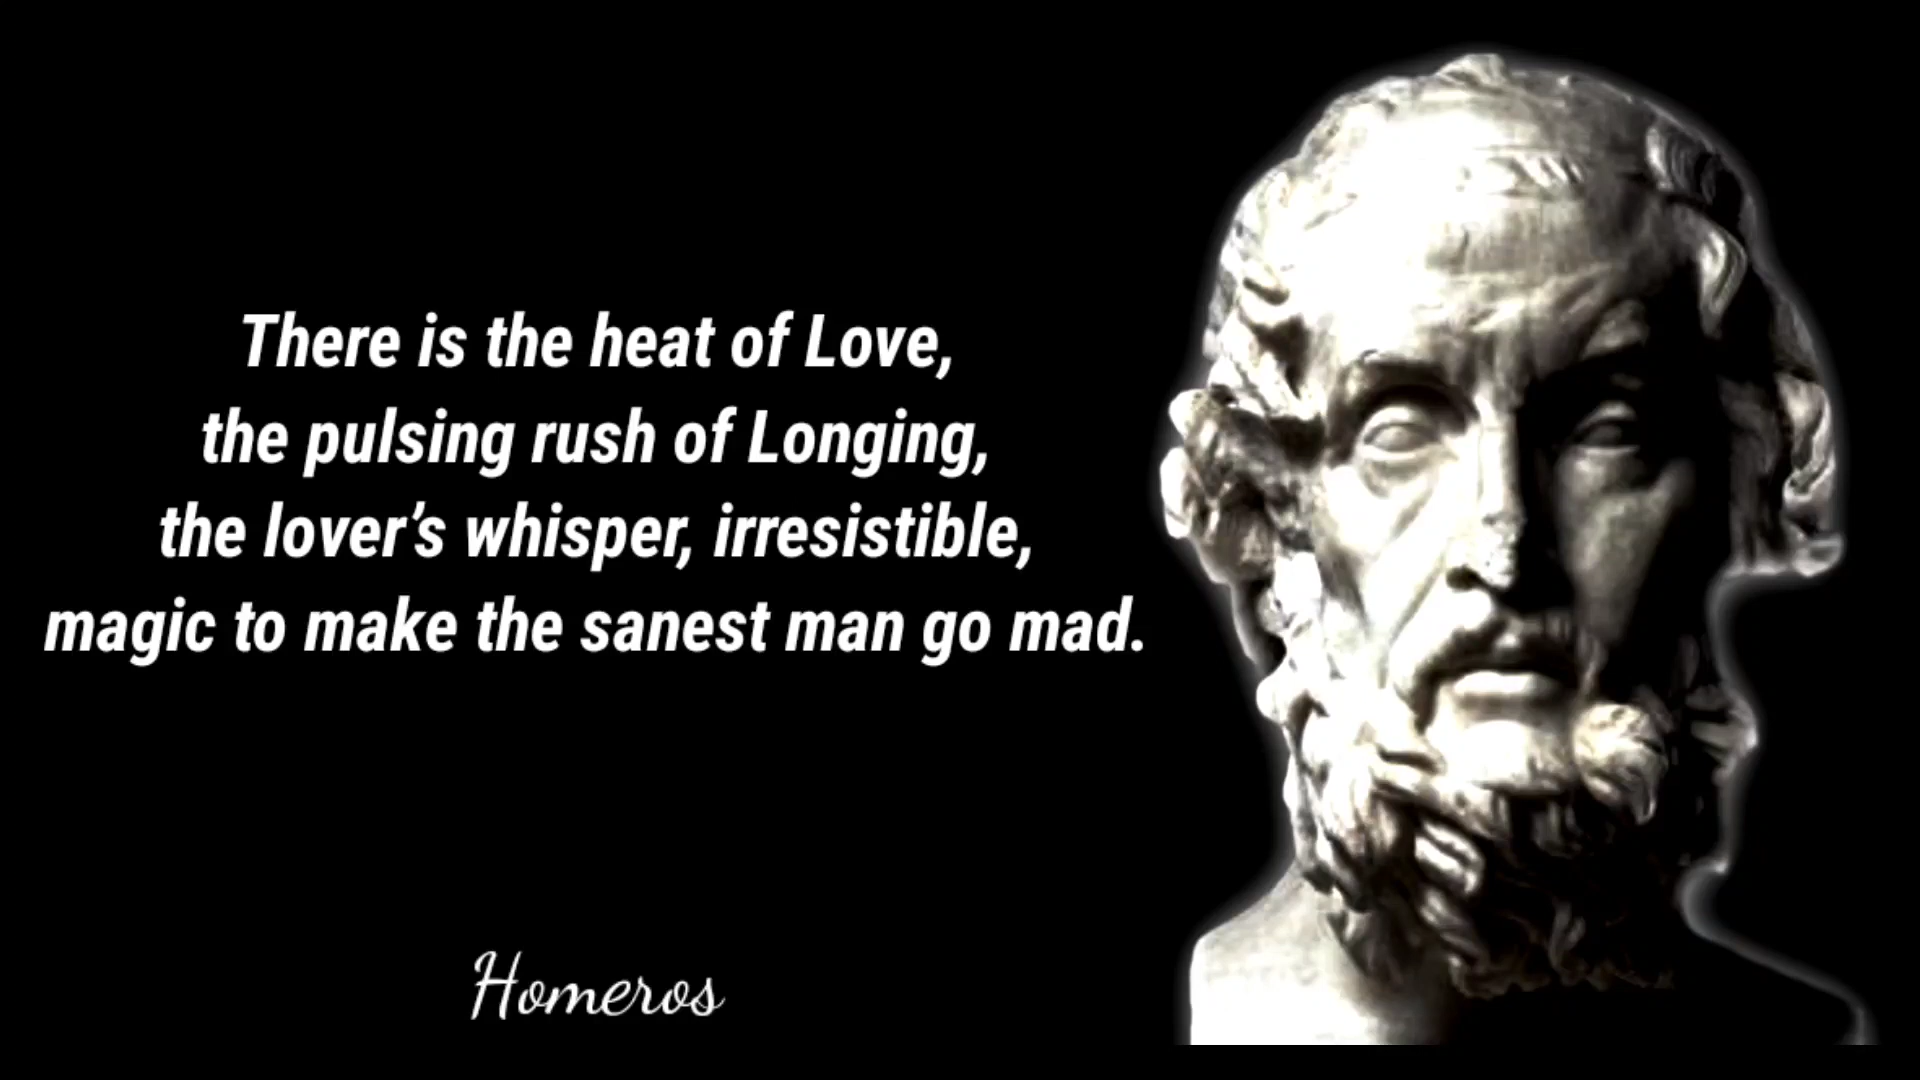 There is the heat of Love,
the pulsing rush of Longing,
the lover’s whisper, irresistible,
magic to make the sanest man go mad.
Homeros